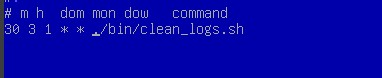 # m h  dom mon dow   command
30 3 1 * * /bin/clean_logs.sh